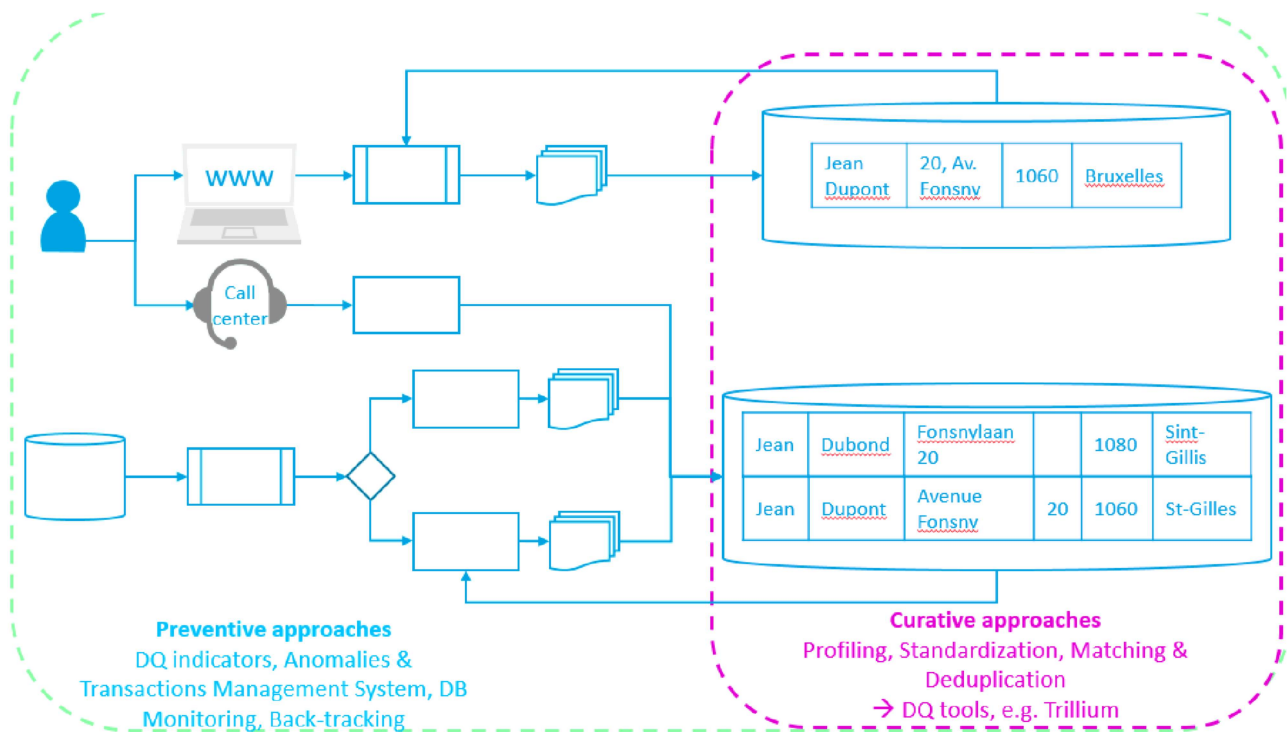 www
Jean
Dupont
20, Av.
Fonsny
1060
Bruxelles
Call
center
Jean
Dubond
Fonsnylaan
20
1080
Sint-
Gillis
Jean
Dupont
Avenue
Fonsny
20
1060
St-Gilles
Preventive approaches
DQ indicators, Anomalies &
Transactions Management System, DB
Monitoring, Back-tracking
Curative approaches
Profiling, Standardization, Matching &
Deduplication
→ DQ tools, e.g. Trillium